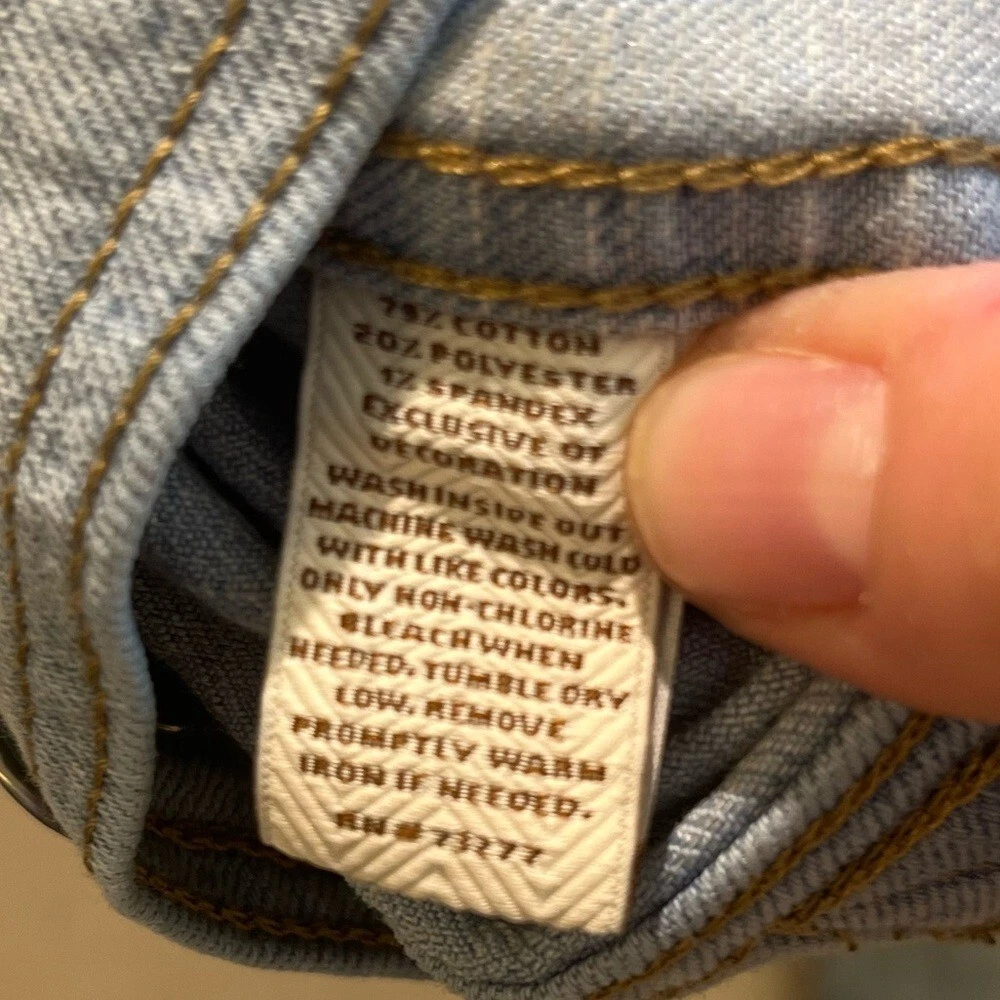 79% COTTON
20% POLYESTER
1% SPANDEX
EXCLUSIVE OF
DECORATION
WASH INSIDE OUT
MACHINE WASH COLD
WITH LIKE COLORS.
ONLY NON-CHLORINE
BLEACH WHEN
NEEDED. TUMBLE DRY
LOW. REMOVE
PROMPTLY WARM
IRON IF NEEDED.
RN # 73277